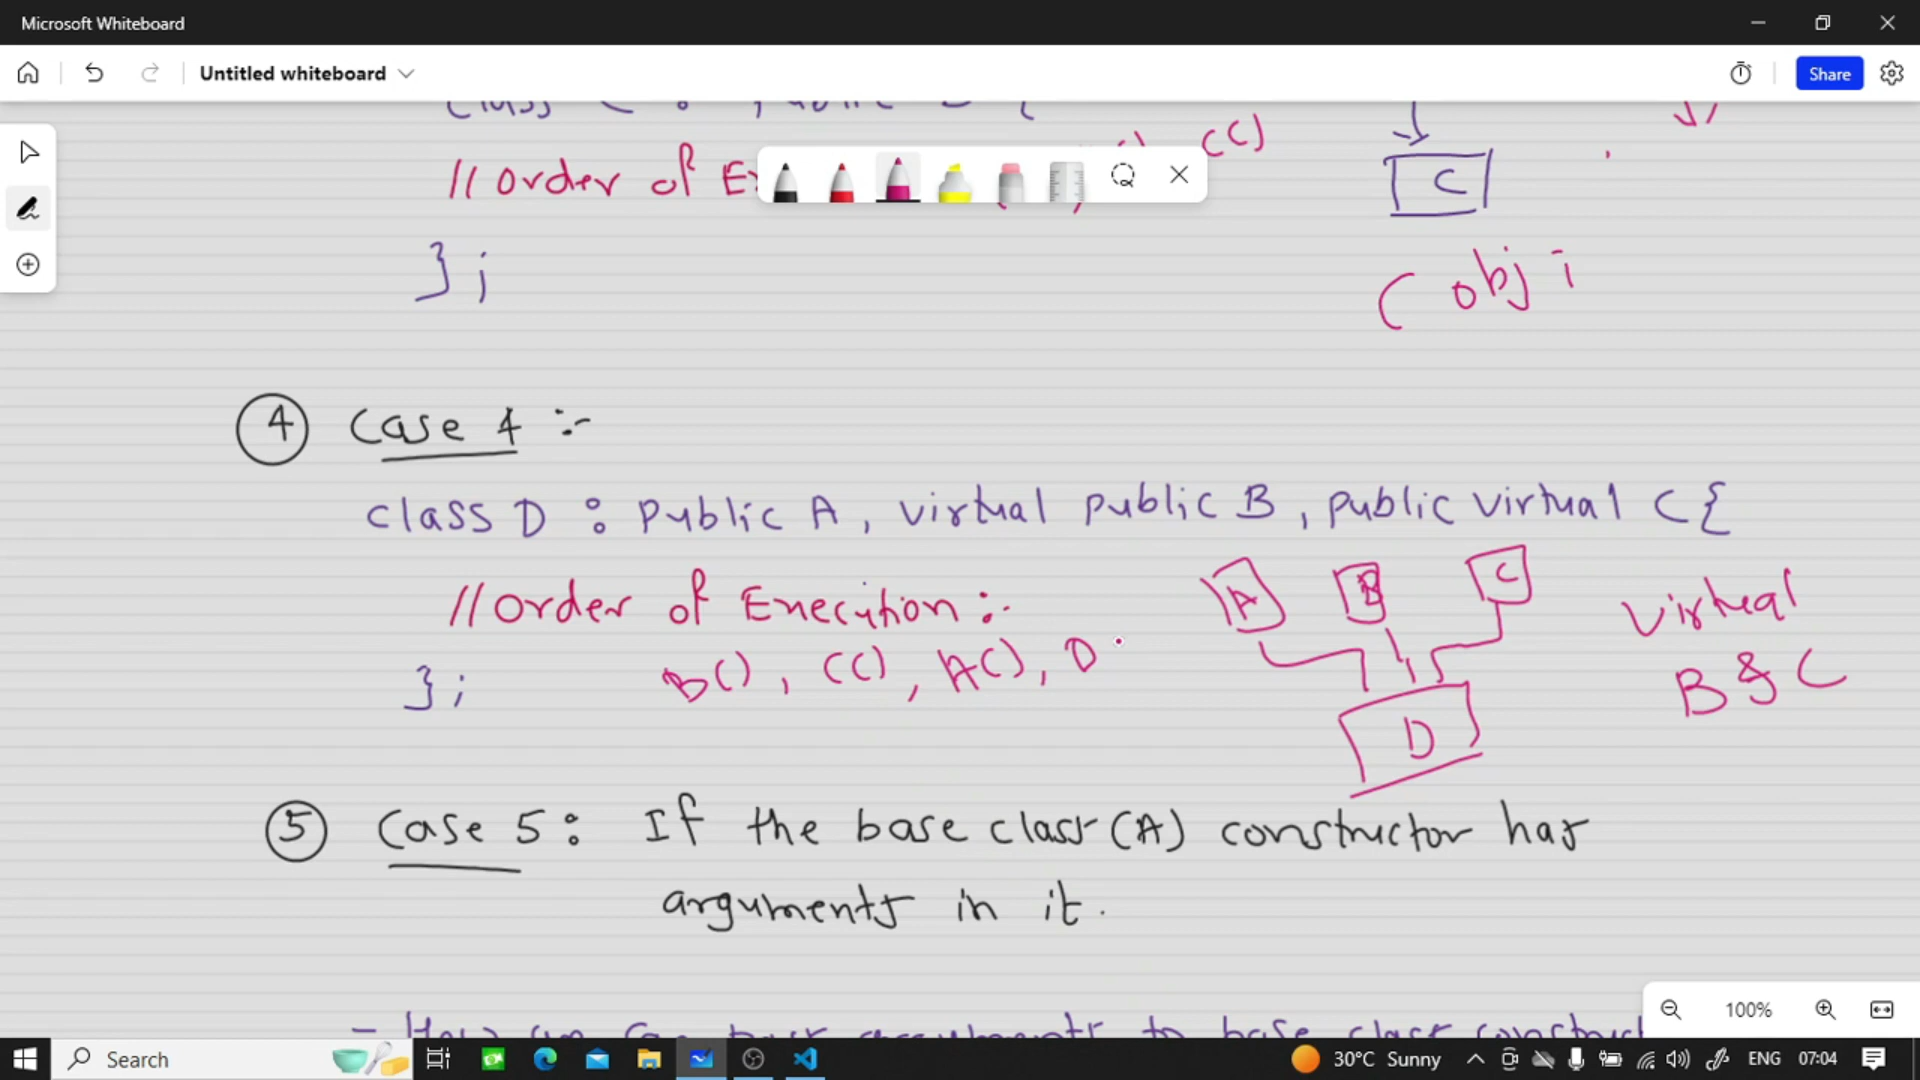 Microsoft Whiteboard
Untitled whiteboard
Share
C()
// Order of
C
};
C obj ;
④ Case 4 :-
class D : public A, virtual public B, public virtual C {
// Order of Execution :-
A
B
C
virtual
B & C
B(), C(), A(), D
};
D
⑤ Case 5 : If the base class (A) constructor has
arguments in it.
100%
Search
30°C Sunny
ENG
07:04